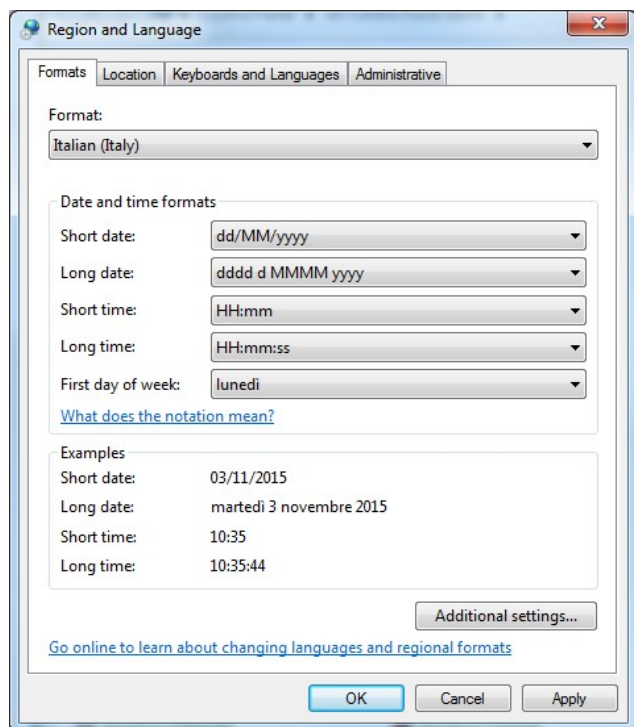 Region and Language
Formats Location Keyboards and Languages Administrative
Format:
Italian (Italy)
Date and time formats
Short date: dd/MM/yyyy
Long date: dddd d MMMM yyyy
Short time: HH:mm
Long time: HH:mm:ss
First day of week: lunedì
What does the notation mean?
Examples
Short date: 03/11/2015
Long date: martedì 3 novembre 2015
Short time: 10:35
Long time: 10:35:44
Additional settings...
Go online to learn about changing languages and regional formats
OK Cancel Apply